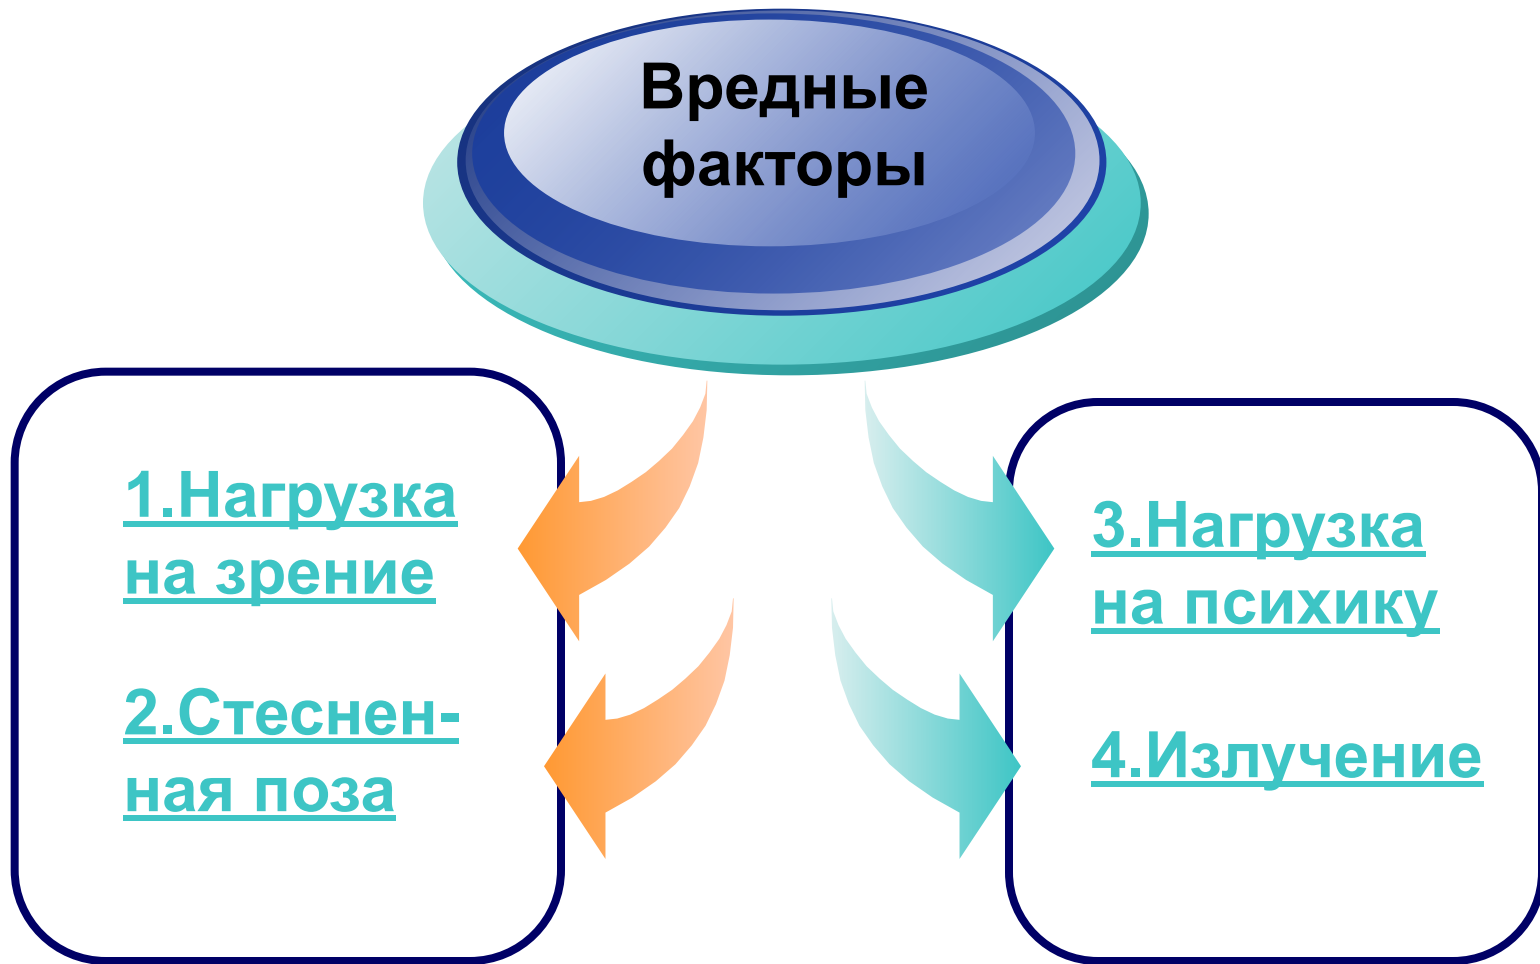 Вредные
факторы
1.Нагрузка
на зрение
2.Стеснен-
ная поза
3.Нагрузка
на психику
4.Излучение